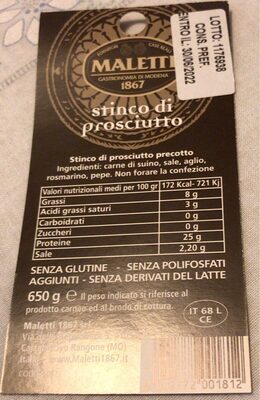 MALETTI
GASTRONOMIA DI MODENA
1867
LOTTO: 1176938
CONS. PREF.
ENTRO IL: 30/06/2022
stinco di
prosciutto
Stinco di prosciutto precotto
Ingredienti: carne di suino, sale, aglio,
rosmarino, pepe. Non forare la confezione
Valori nutrizionali medi per 100 gr 172 Kcal- 721 Kj
Grassi 8 g
Acidi grassi saturi 3 g
Carboidrati 0 g
Zuccheri 0 g
Proteine 25 g
Sale 2,20 g
SENZA GLUTINE - SENZA POLIFOSFATI
AGGIUNTI - SENZA DERIVATI DEL LATTE
650 g e Il peso indicato si riferisce al
prodotto carneo ed al brodo di cottura.
Maletti 1867
Rangone (MO)
www.Maletti1867.it
IT 68 L
CE
001812